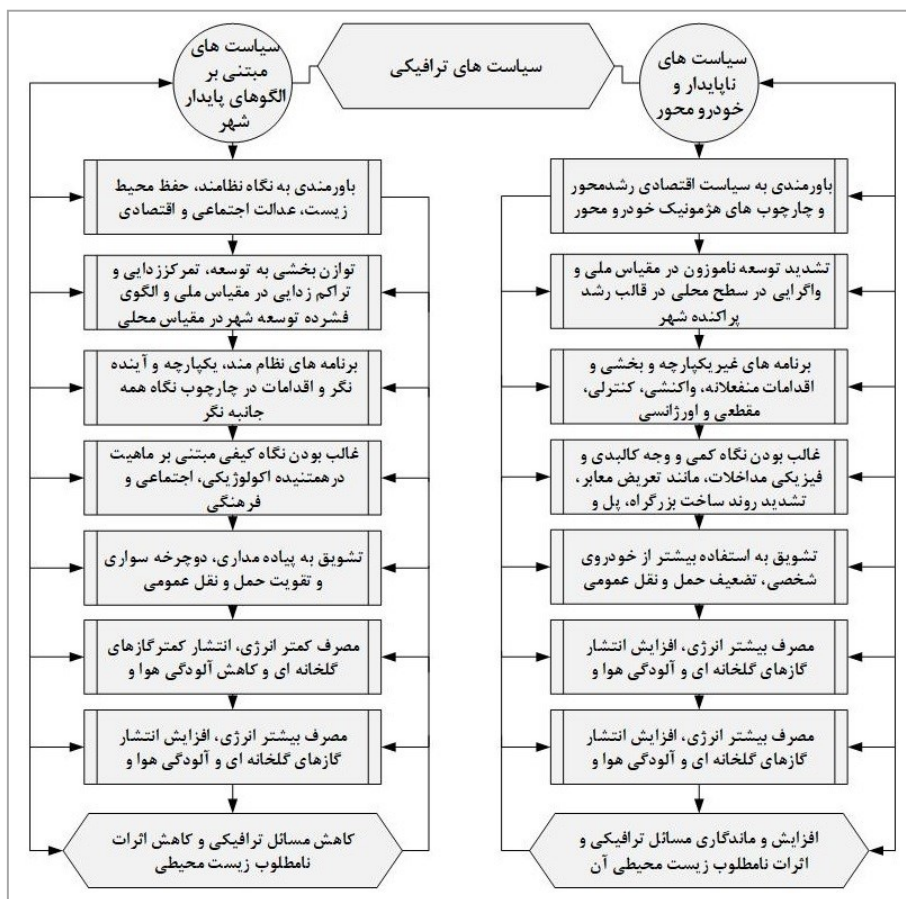 سیاست های ترافیکی
سیاست های
ناپایدار و
خودرو محور
باورمندی به سیاست اقتصادی رشدمحور
و چارچوب های هژمونیک خودرو محور
تشدید توسعه ناموزون در مقیاس ملی و
واگرایی در سطح محلی در قالب رشد
پراکنده شهر
برنامه های غیر یکپارچه و بخشی و
اقدامات منفعلانه، واکنشی، کنترلی،
مقطعی و اورژانسی
غالب بودن نگاه کمی و وجه کالبدی و
فیزیکی مداخلات، مانند تعریض معابر،
تشدید روند ساخت بزرگراه، پل و
تشویق به استفاده بیشتر از خودروی
شخصی، تضعیف حمل و نقل عمومی
مصرف بیشتر انرژی، افزایش انتشار
گازهای گلخانه ای و آلودگی هوا و
مصرف بیشتر انرژی، افزایش انتشار
گازهای گلخانه ای و آلودگی هوا و
افزایش و ماندگاری مسائل ترافیکی و
اثرات نامطلوب زیست محیطی آن
سیاست های
مبتنی بر
الگوهای پایدار
شهر
باورمندی به نگاه نظامند، حفظ محیط
زیست، عدالت اجتماعی و اقتصادی
توازن بخشی به توسعه، تمرکززدایی و
تراکم زدایی در مقیاس ملی و الگوی
فشرده توسعه شهر در مقیاس محلی
برنامه های نظام مند، یکپارچه و آینده
نگر و اقدامات در چارچوب نگاه همه
جانبه نگر
غالب بودن نگاه کیفی مبتنی بر ماهیت
درهمتنیده اکولوژیکی، اجتماعی و
فرهنگی
تشویق به پیاده مداری، دوچرخه سواری
و تقویت حمل و نقل عمومی
مصرف کمتر انرژی، انتشار کمتر گازهای
گلخانه ای و کاهش آلودگی هوا و
مصرف بیشتر انرژی، افزایش انتشار
گازهای گلخانه ای و آلودگی هوا و
کاهش مسائل ترافیکی و کاهش اثرات
نامطلوب زیست محیطی